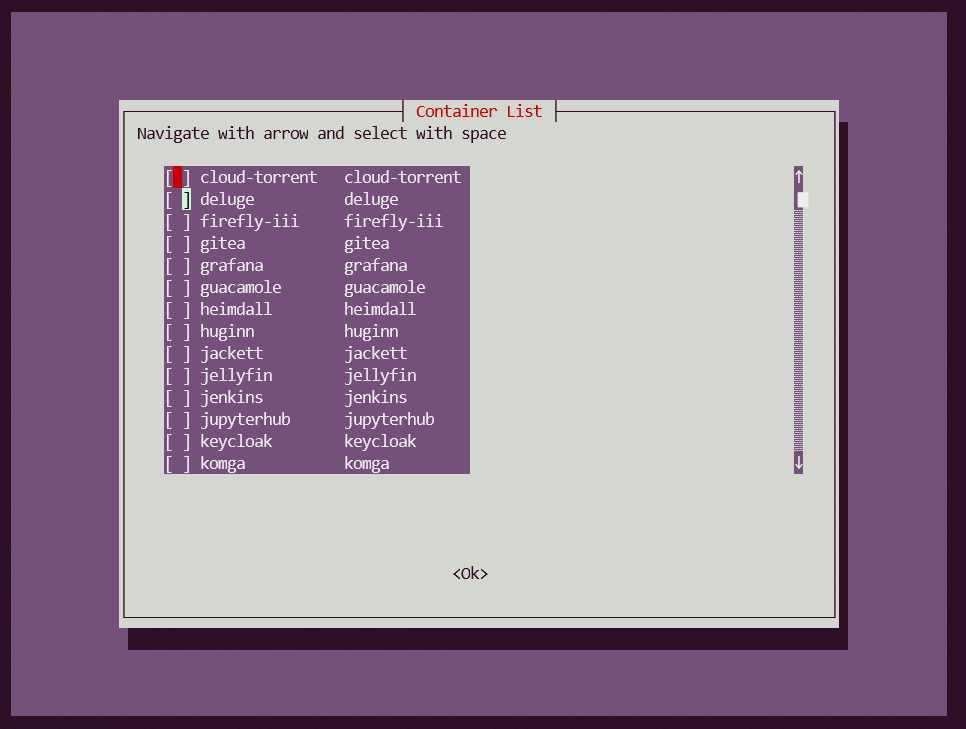 Container List
Navigate with arrow and select with space
[ ] cloud-torrent cloud-torrent ↑
[ ] deluge deluge
[ ] firefly-iii firefly-iii
[ ] gitea gitea
[ ] grafana grafana
[ ] guacamole guacamole
[ ] heimdall heimdall
[ ] huginn huginn
[ ] jackett jackett
[ ] jellyfin jellyfin
[ ] jenkins jenkins
[ ] jupyterhub jupyterhub
[ ] keycloak keycloak
[ ] komga komga ↓
<Ok>